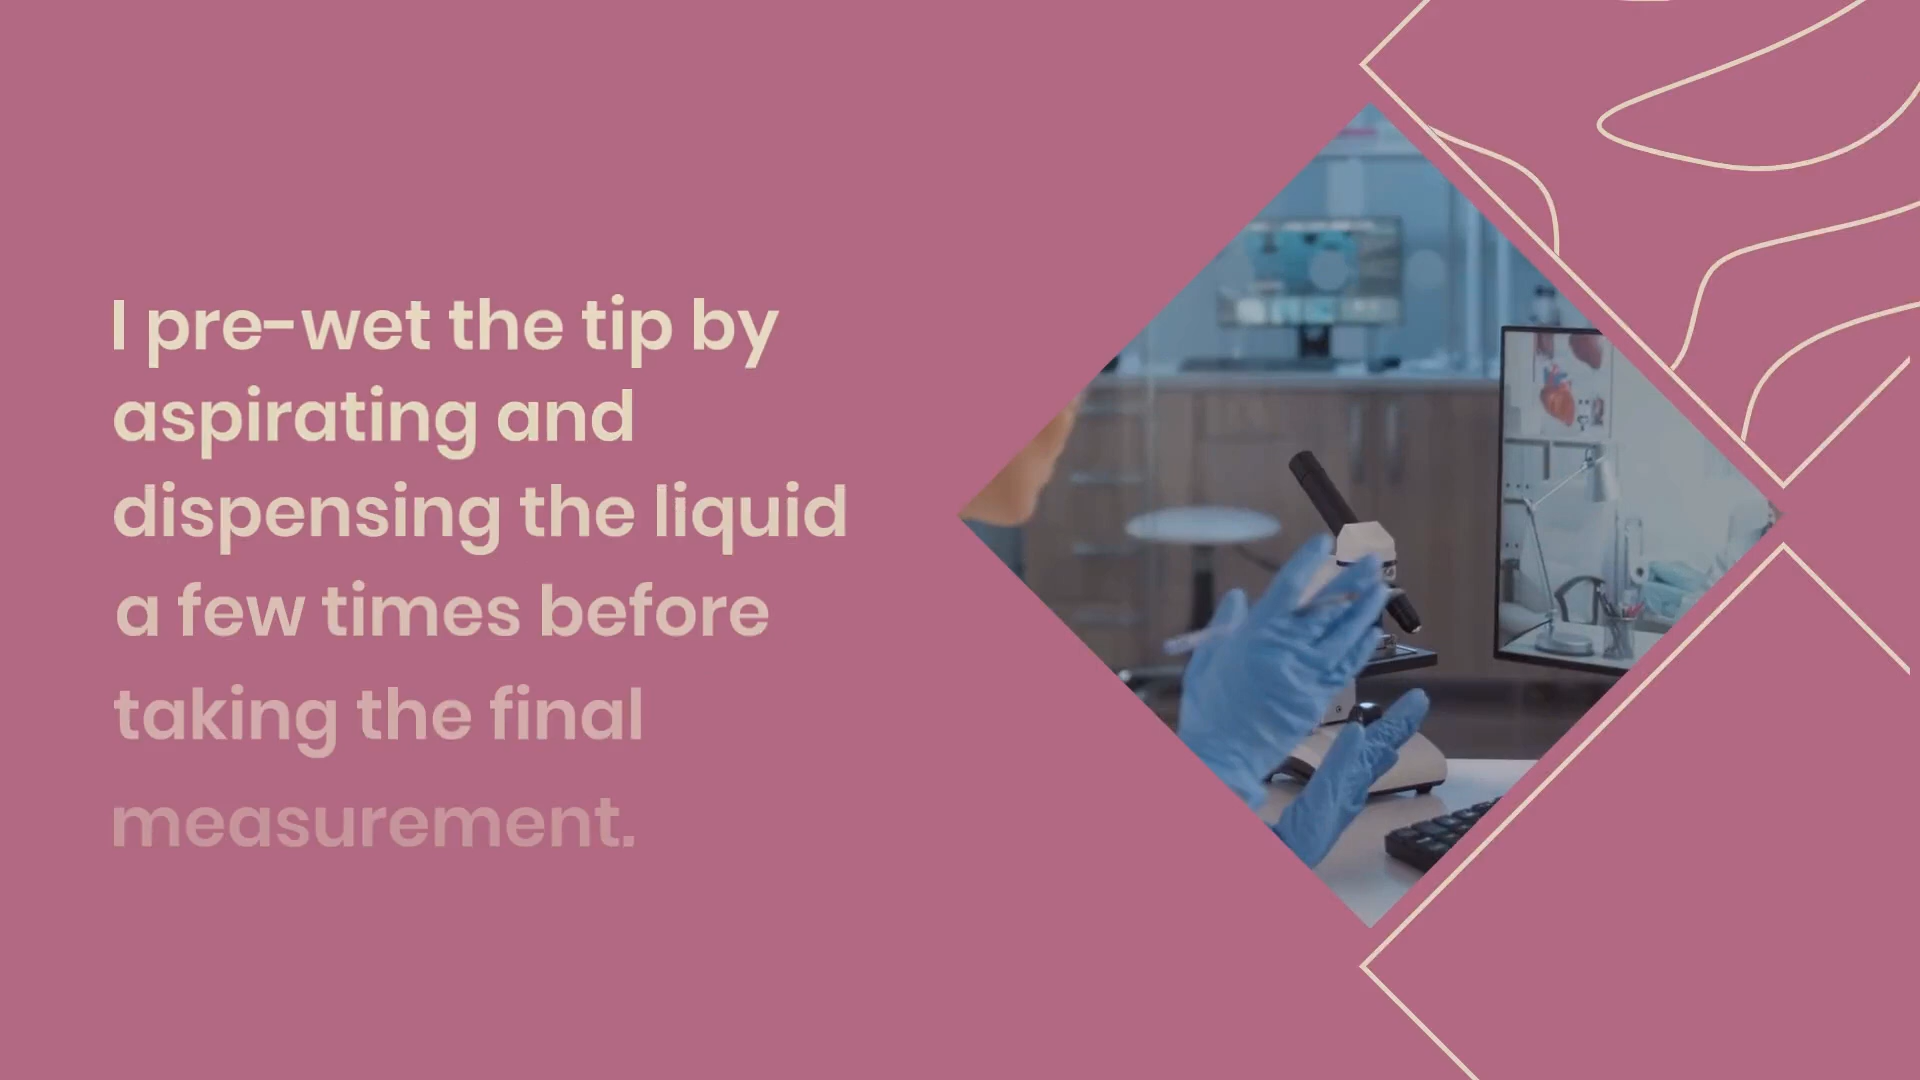 I pre-wet the tip by
aspirating and
dispensing the liquid
a few times before
taking the final
measurement.